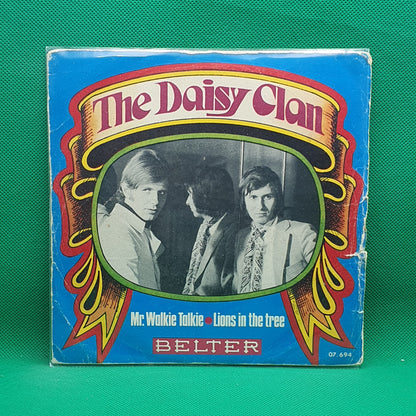 The Daisy Clan
Mr. Walkie Talkie • Lions in the tree
BELTER
07.694